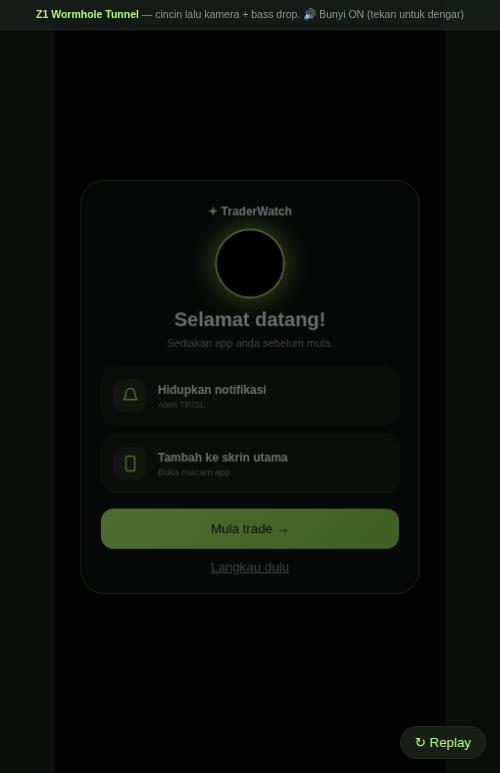 Z1 Wormhole Tunnel — cincin lalu kamera + bass drop. 🔊 Bunyi ON (tekan untuk dengar)
✦ TraderWatch
Selamat datang!
Sediakan app anda sebelum mula.
Hidupkan notifikasi
Alert TP/SL
Tambah ke skrin utama
Buka macam app
Mula trade →
Langkau dulu
↻ Replay